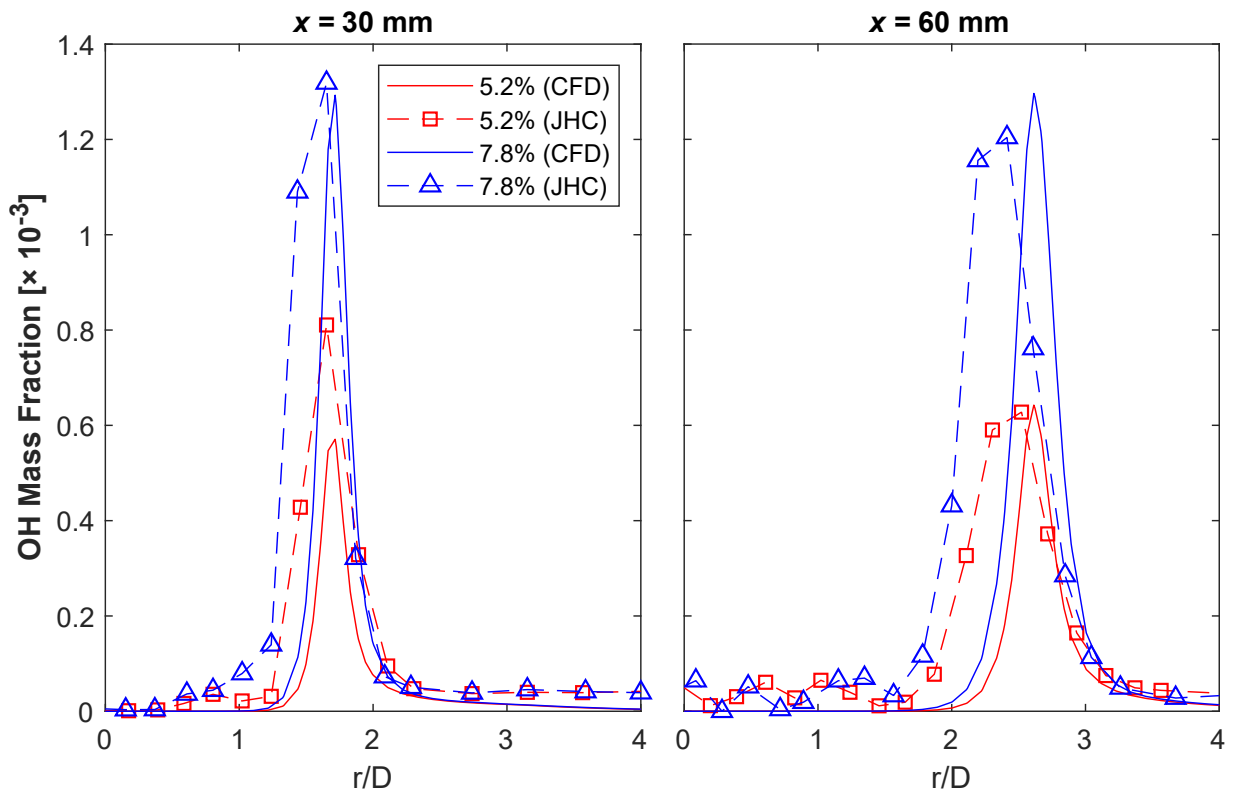 x = 30 mm
x = 60 mm
1.4
1.2
1
0.8
0.6
0.4
0.2
0
OH Mass Fraction [× 10⁻³]
5.2% (CFD)
5.2% (JHC)
7.8% (CFD)
7.8% (JHC)
0 1 2 3 4
0 1 2 3 4
r/D
r/D